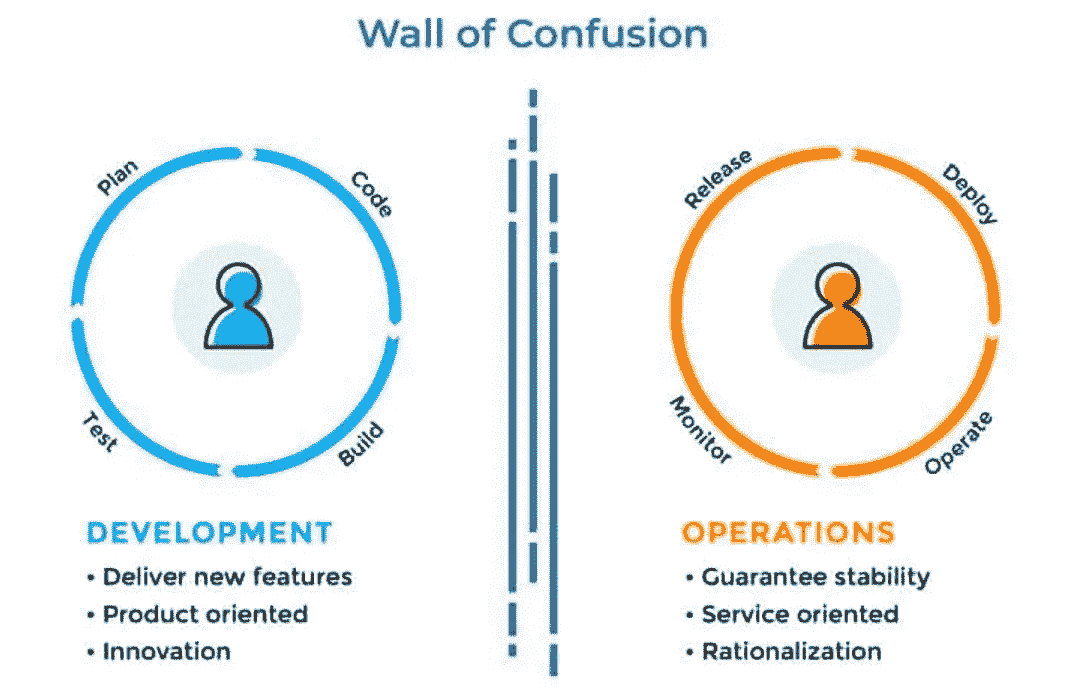 Wall of Confusion
Plan
Code
Test
Build
DEVELOPMENT
• Deliver new features
• Product oriented
• Innovation
Release
Deploy
Monitor
Operate
OPERATIONS
• Guarantee stability
• Service oriented
• Rationalization